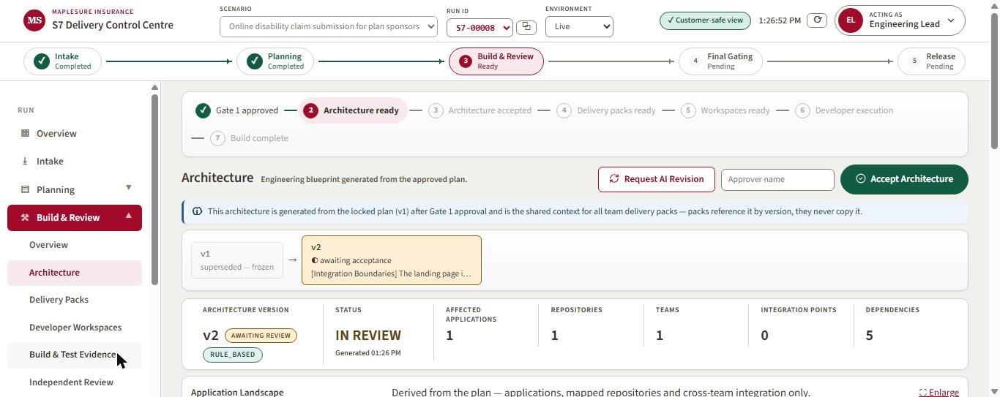 MS
MAPLESURE INSURANCE
S7 Delivery Control Centre
SCENARIO
Online disability claim submission for plan sponsors
RUN ID
S7-00008
ENVIRONMENT
Live
✓ Customer-safe view
1:26:52 PM
EL
ACTING AS
Engineering Lead
Intake
Completed
Planning
Completed
3
Build & Review
Ready
4
Final Gating
Pending
5
Release
Pending
RUN
Overview
Intake
Planning
Build & Review
Overview
Architecture
Delivery Packs
Developer Workspaces
Build & Test Evidence
Independent Review
Gate 1 approved
2 Architecture ready
3 Architecture accepted
4 Delivery packs ready
5 Workspaces ready
6 Developer execution
7 Build complete
Architecture
Engineering blueprint generated from the approved plan.
Request AI Revision
Approver name
Accept Architecture
This architecture is generated from the locked plan (v1) after Gate 1 approval and is the shared context for all team delivery packs — packs reference it by version, they never copy it.
v1
superseded — frozen
→
v2
awaiting acceptance
[Integration Boundaries] The landing page i...
ARCHITECTURE VERSION
v2 AWAITING REVIEW
RULE_BASED
STATUS
IN REVIEW
Generated 01:26 PM
AFFECTED
APPLICATIONS
1
REPOSITORIES
1
TEAMS
1
INTEGRATION POINTS
0
DEPENDENCIES
5
Application Landscape
Derived from the plan — applications, mapped repositories and cross-team integration only.
Enlarge